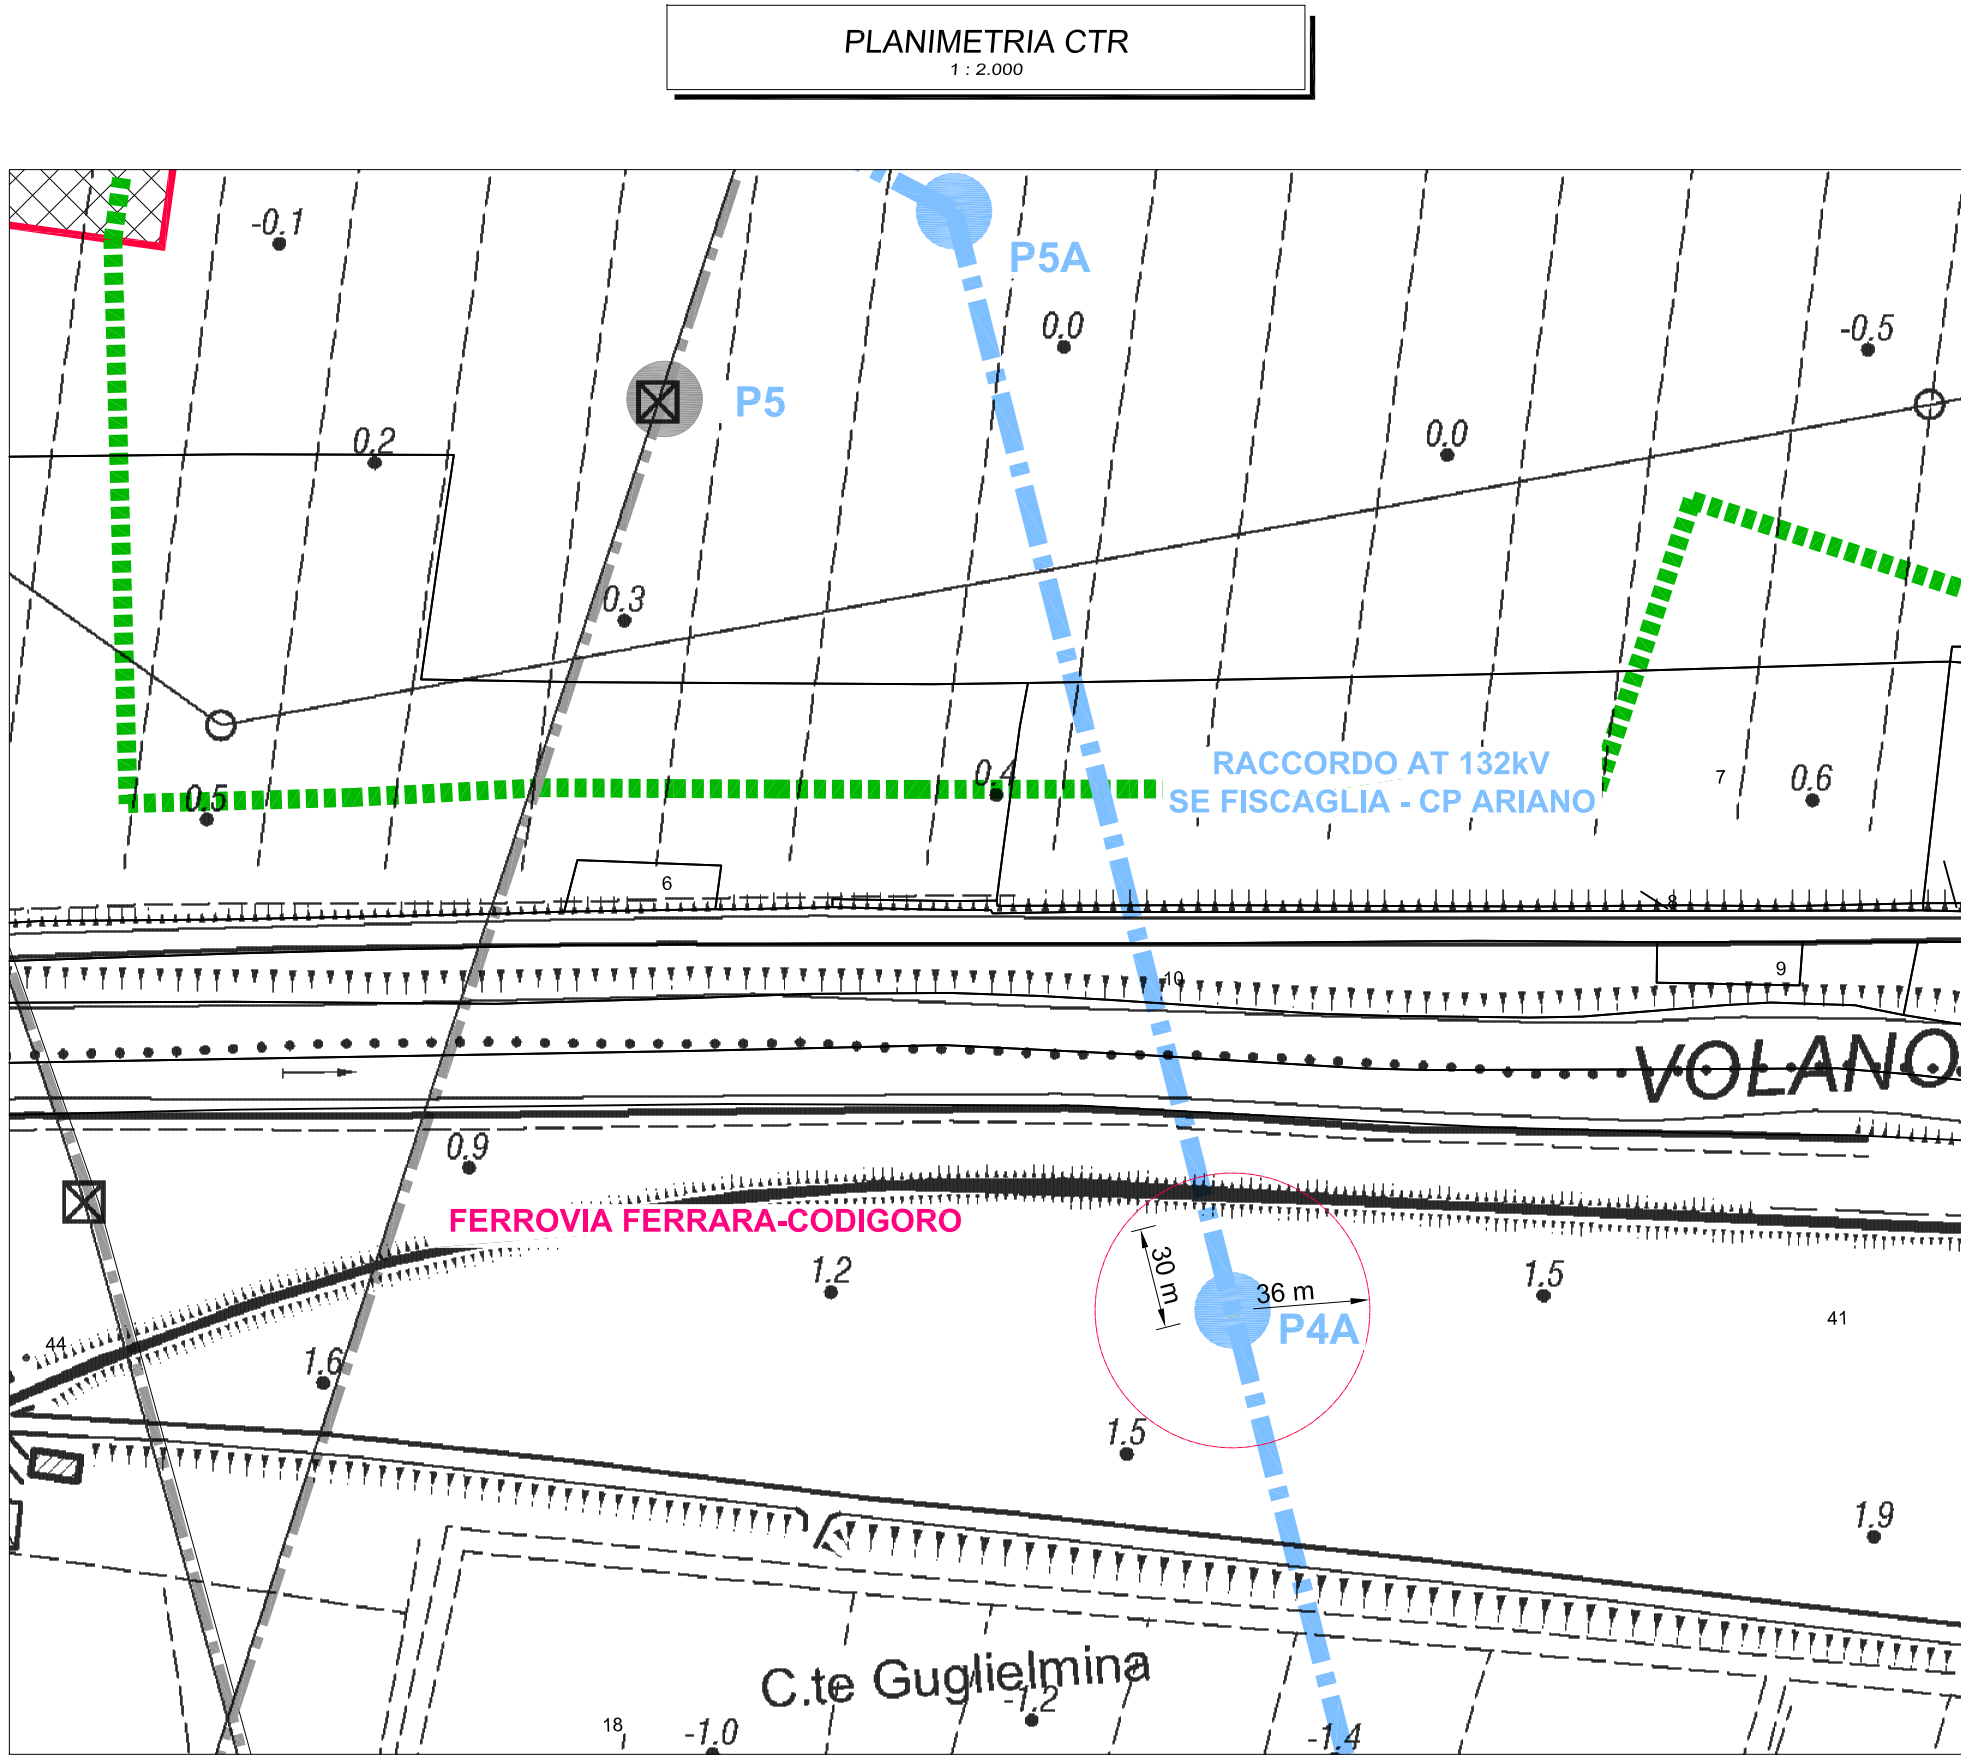 PLANIMETRIA CTR
1 : 2.000
-0.1
P5A
0.0
-0.5
P5
0.2
0.0
0.3
RACCORDO AT 132kV
SE FISCAGLIA - CP ARIANO
0.4
7
0.6
0.5
6
8
9
10
VOLANO
0.9
FERROVIA FERRARA-CODIGORO
30 m
36 m
P4A
1.2
1.5
41
44
1.6
1.5
1.9
C.te Guglielmina
-1.2
18
-1.0
-1.4